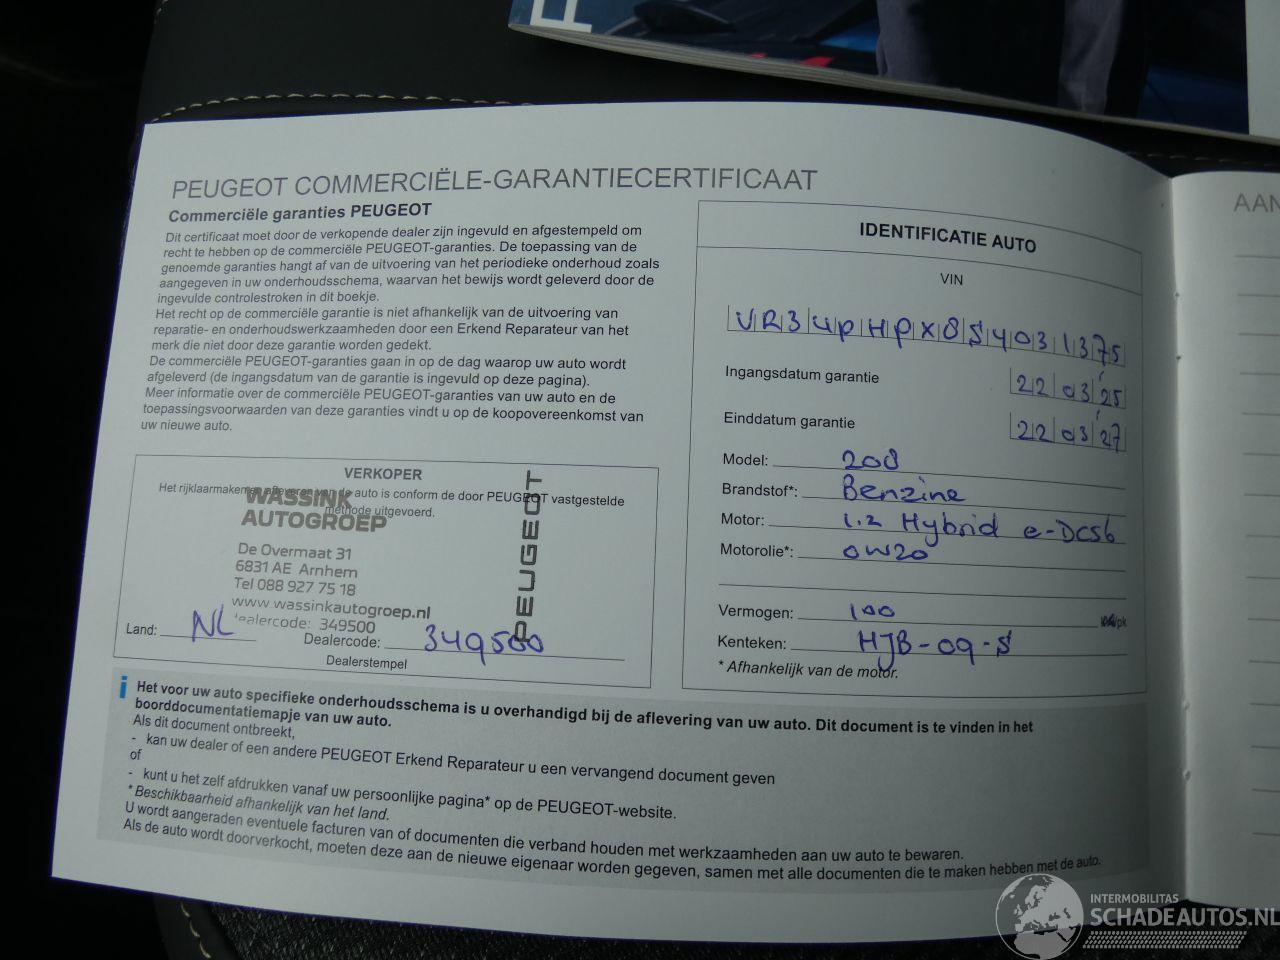 PEUGEOT COMMERCIËLE-GARANTIECERTIFICAAT
Commerciële garanties PEUGEOT
Dit certificaat moet door de verkopende dealer zijn ingevuld en afgestempeld om
recht te hebben op de commerciële PEUGEOT-garanties. De toepassing van de
genoemde garanties hangt af van de uitvoering van het periodieke onderhoud zoals
aangegeven in uw onderhoudsschema, waarvan het bewijs wordt geleverd door de
ingevulde controlestroken in dit boekje.
Het recht op de commerciële garantie is niet afhankelijk van de uitvoering van
reparatie- en onderhoudswerkzaamheden door een Erkend Reparateur van het
merk die niet door deze garantie worden gedekt.
De commerciële PEUGEOT-garanties gaan in op de dag waarop uw auto wordt
afgeleverd (de ingangsdatum van de garantie is ingevuld op deze pagina).
Meer informatie over de commerciële PEUGEOT-garanties van uw auto en de
toepassingsvoorwaarden van deze garanties vindt u op de koopovereenkomst van
uw nieuwe auto.
VERKOPER
Het rijklaarmaken en afleveren van de auto is conform de door PEUGEOT vastgestelde
methode uitgevoerd.
WASSINK
AUTOGROEP
De Overmaat 31
6831 AE Arnhem
Tel 088 927 75 18
www wassinkautogroep.nl
dealercode: 349500
PEUGEOT
Land: NL
Dealercode: 349500
Dealerstempel
IDENTIFICATIE AUTO
VIN
VR3UPHPX8S4031375
Ingangsdatum garantie 22 03 25
Einddatum garantie 22 03 27
Model: 208
Brandstof*: Benzine
Motor: 1.2 Hybrid e-DCS6
Motorolie*: 0W20
Vermogen: 100 pk
Kenteken: HJB-09-S
* Afhankelijk van de motor.
i
Het voor uw auto specifieke onderhoudsschema is u overhandigd bij de aflevering van uw auto. Dit document is te vinden in het
boorddocumentatiemapje van uw auto.
Als dit document ontbreekt,
- kan uw dealer of een andere PEUGEOT Erkend Reparateur u een vervangend document geven
of
- kunt u het zelf afdrukken vanaf uw persoonlijke pagina* op de PEUGEOT-website.
* Beschikbaarheid afhankelijk van het land.
U wordt aangeraden eventuele facturen van of documenten die verband houden met werkzaamheden aan uw auto te bewaren.
Als de auto wordt doorverkocht, moeten deze aan de nieuwe eigenaar worden gegeven, samen met alle documenten die te maken hebben met de auto.
AAN
INTERMOBILITAS
SCHADEAUTOS.NL